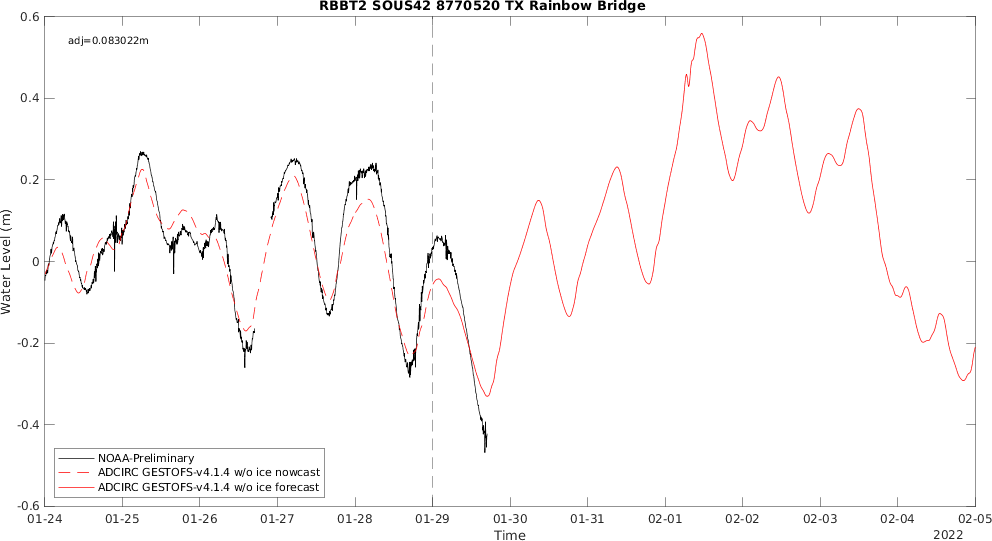 RBBT2 SOUS42 8770520 TX Rainbow Bridge
adj=0.083022m
0.6
0.4
0.2
0
-0.2
-0.4
-0.6
Water Level (m)
NOAA-Preliminary
ADCIRC GESTOFS-v4.1.4 w/o ice nowcast
ADCIRC GESTOFS-v4.1.4 w/o ice forecast
01-24 01-25 01-26 01-27 01-28 01-29 01-30 01-31 02-01 02-02 02-03 02-04 02-05
Time
2022